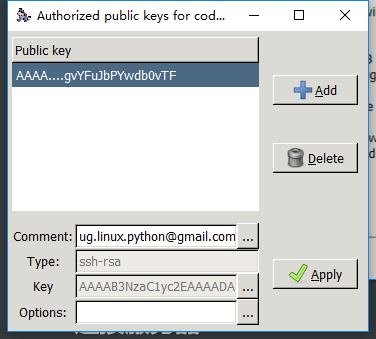 Authorized public keys for cod...
Public key
AAAA....gvYFuJbPYwdb0vTF
Add
Delete
Comment: ug.linux.python@gmail.com ...
Type: ssh-rsa
Key AAAAB3NzaC1yc2EAAAADA ...
Apply
Options: ...